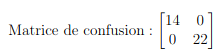 Matrice de confusion : [14 0
0 22]